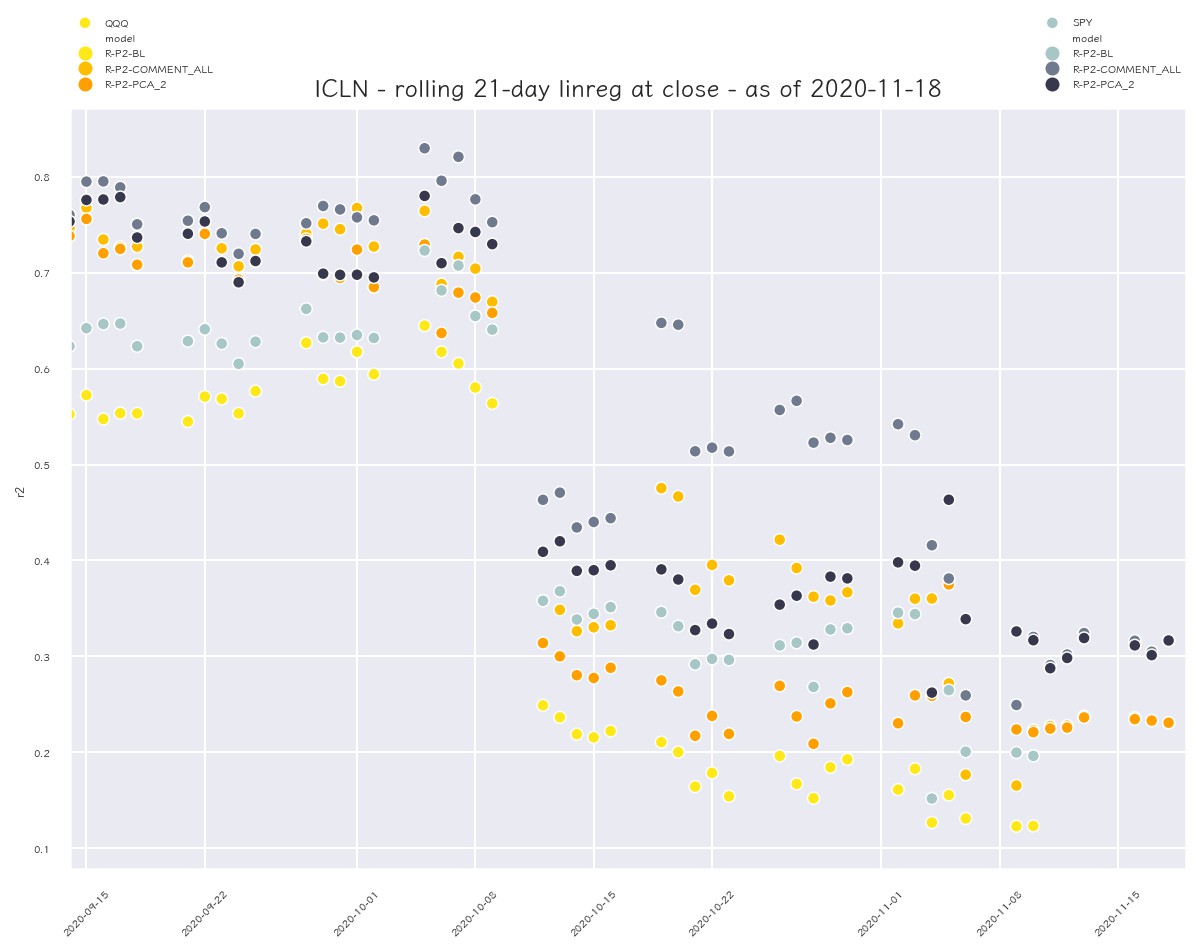 QQQ
model
R-P2-BL
R-P2-COMMENT_ALL
R-P2-PCA_2
SPY
model
R-P2-BL
R-P2-COMMENT_ALL
R-P2-PCA_2
ICLN - rolling 21-day linreg at close - as of 2020-11-18
0.8
0.7
0.6
0.5
r2
0.4
0.3
0.2
0.1
2020-09-15
2020-09-22
2020-10-01
2020-10-08
2020-10-15
2020-10-22
2020-11-01
2020-11-08
2020-11-15